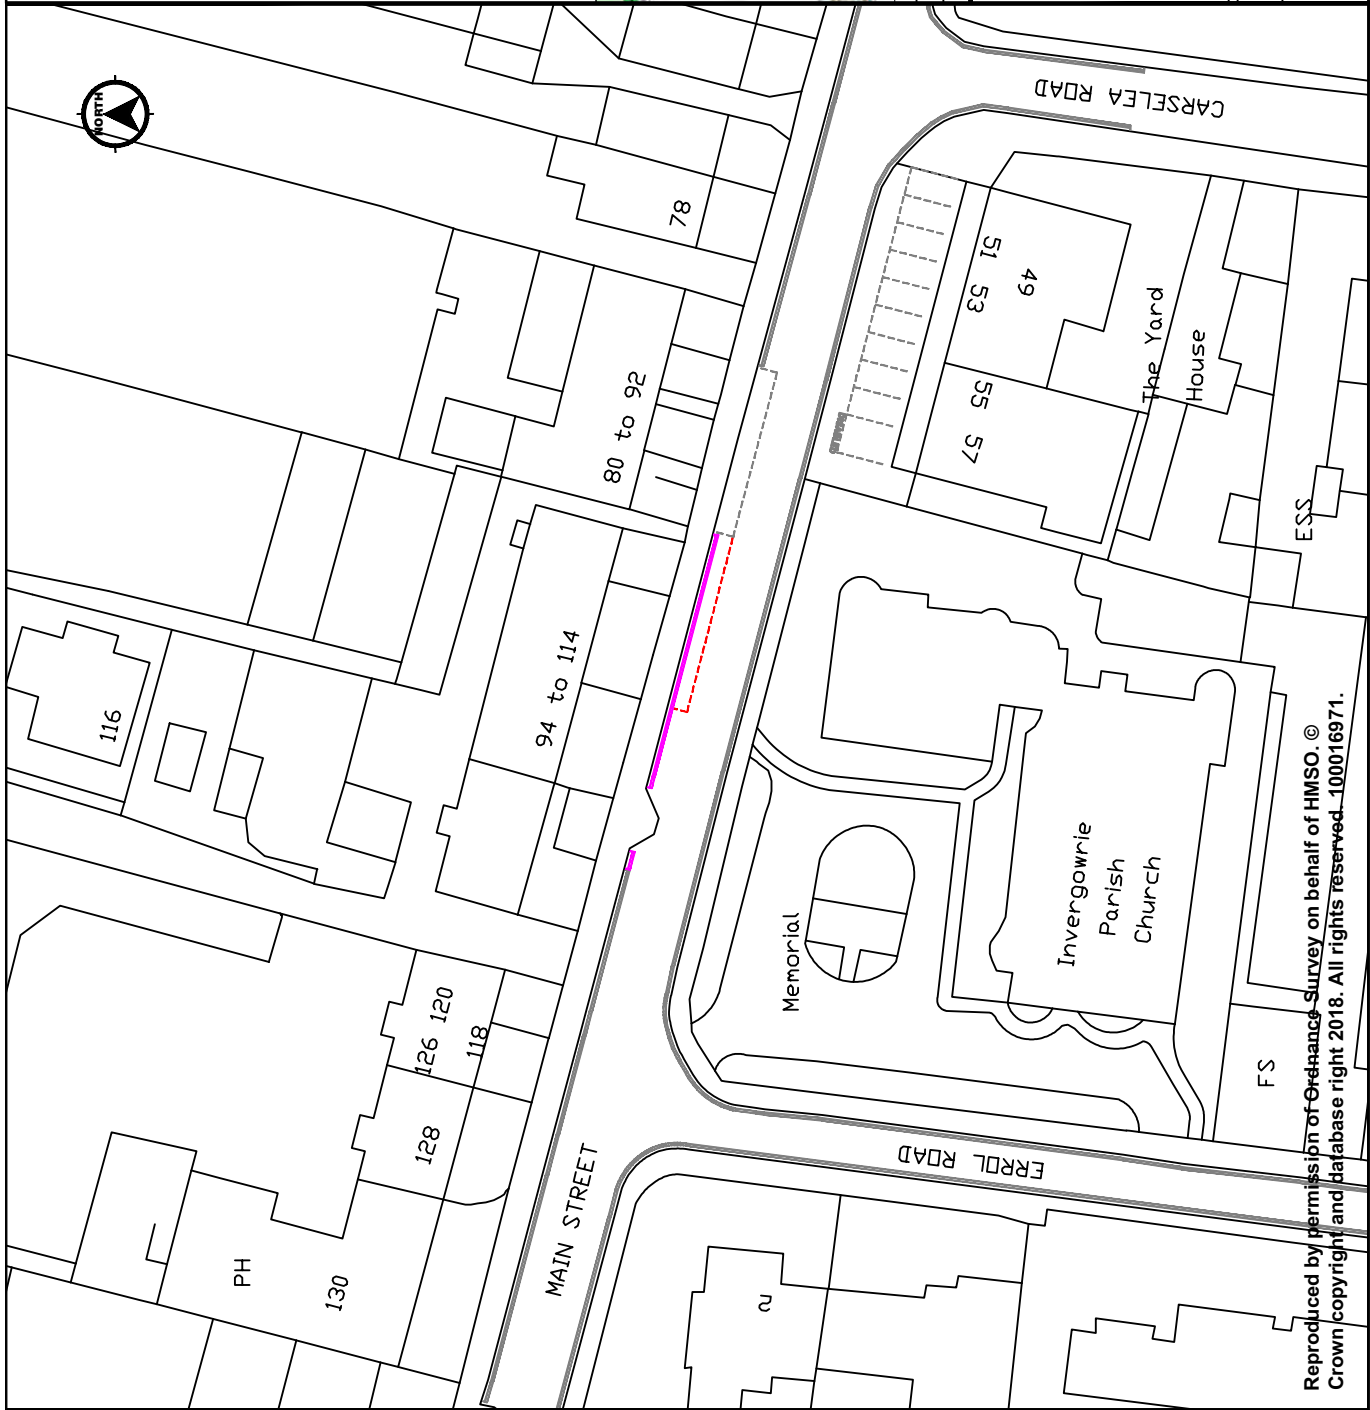 NORTH
CARSELEA ROAD
78
51
53
49
55
57
The Yard
House
80 to 92
ESS
94 to 114
116
Invergowrie
Parish
Church
Memorial
126 120
118
128
FS
ERROL ROAD
MAIN STREET
PH
130
2
Reproduced by permission of Ordnance Survey on behalf of HMSO. ©
Crown copyright and database right 2018. All rights reserved. 100016971.